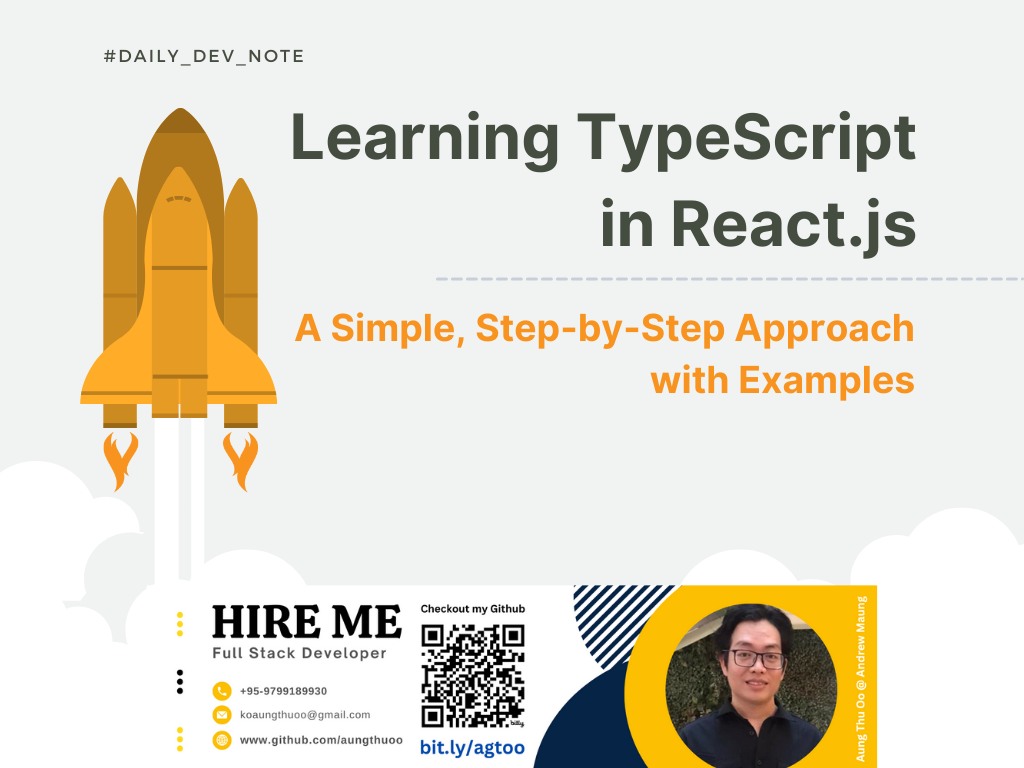 #DAILY_DEV_NOTE
Learning TypeScript
in React.js
A Simple, Step-by-Step Approach
with Examples
HIRE ME
Full Stack Developer
+95-9799189930
koaungthuoo@gmail.com
www.github.com/aungthuoo
Checkout my Github
bitly
bit.ly/agtoo
Aung Thu Oo @ Andrew Maung